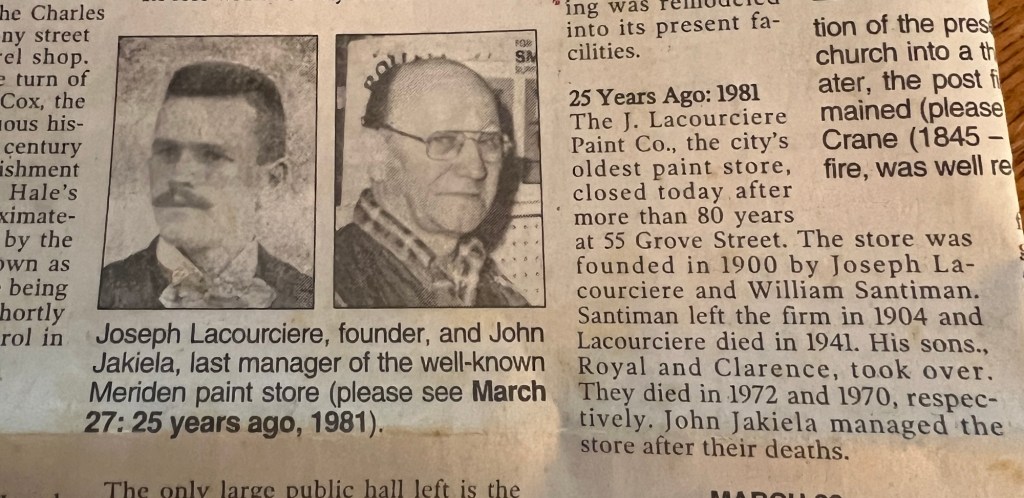 he Charles
ny street
el shop.
e turn of
Cox, the
ous his-
century
ishment
Hale's
ximate-
by the
own as
being
hortly
rol in
Joseph Lacourciere, founder, and John
Jakiela, last manager of the well-known
Meriden paint store (please see March
27: 25 years ago, 1981).
The only large public hall left is the
ing was remodeled
into its present fa-
cilities.
25 Years Ago: 1981
The J. Lacourciere
Paint Co., the city's
oldest paint store,
closed today after
more than 80 years
at 55 Grove Street. The store was
founded in 1900 by Joseph La-
courciere and William Santiman.
Santiman left the firm in 1904 and
Lacourciere died in 1941. His sons.,
Royal and Clarence, took over.
They died in 1972 and 1970, respec-
tively. John Jakiela managed the
store after their deaths.
tion of the pres
church into a th
ater, the post fi
mained (please
Crane (1845 –
fire, was well re